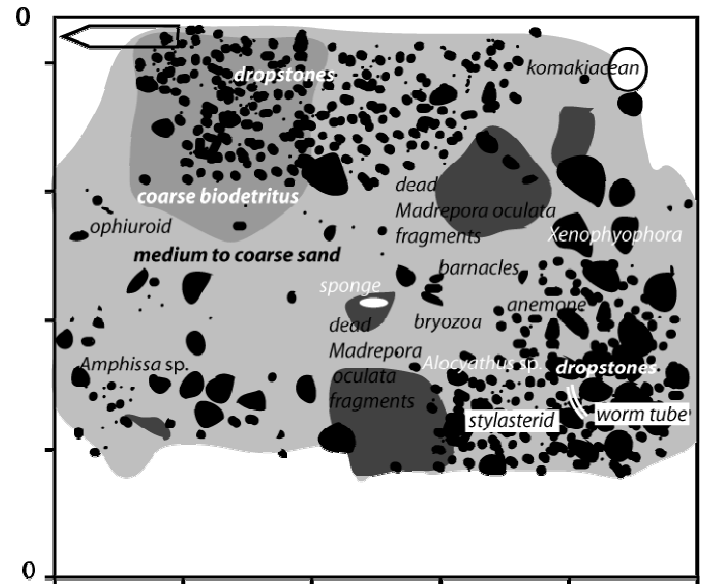 0
komakiacean
dropstones
dead
Madrepora oculata
fragments
coarse biodetritus
ophiuroid
Xenophyophora
medium to coarse sand
barnacles
sponge
anemone
bryozoa
dead
Madrepora
oculata
fragments
Amphissa sp.
Alocyathus sp.
dropstones
stylasterid
worm tube
0